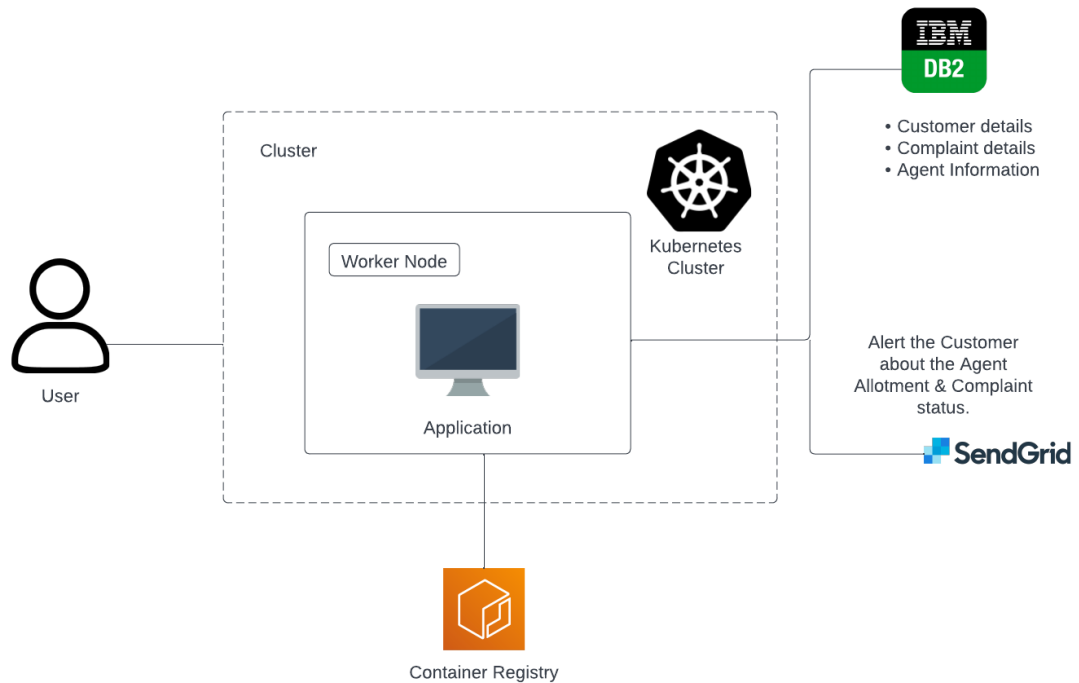 IBM
DB2
• Customer details
• Complaint details
• Agent Information
Cluster
Kubernetes
Cluster
Worker Node
Application
User
Alert the Customer
about the Agent
Allotment & Complaint
status.
SendGrid
Container Registry